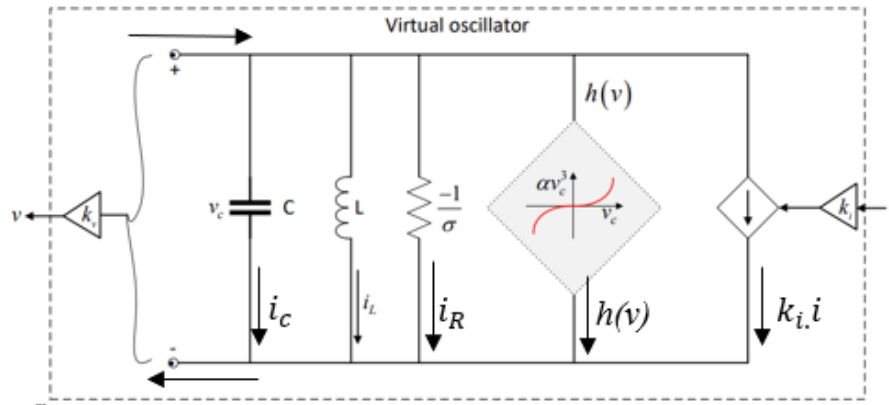 Virtual oscillator
+
h(v)
αv_c^3
v_c
v
k_v
v_c
C
L
-1
σ
k_i
i_c
i_L
i_R
h(v)
k_i.i
-